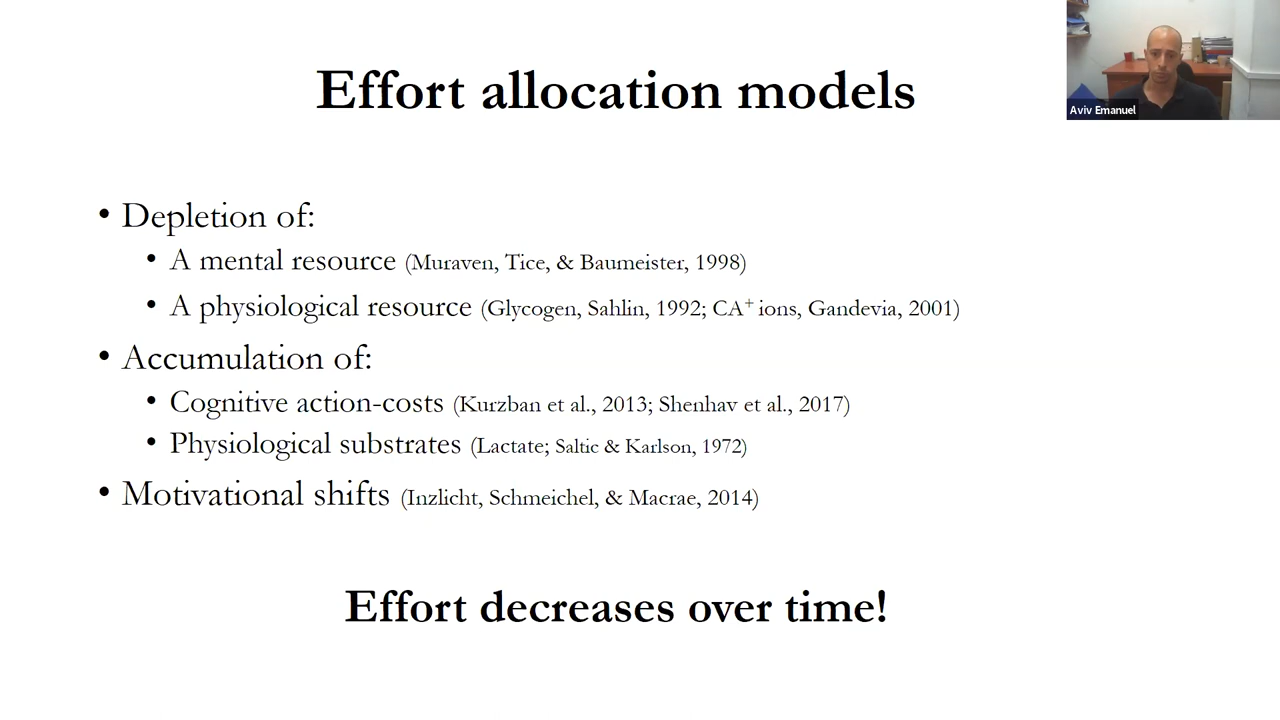 Effort allocation models
Aviv Emanuel
• Depletion of:
• A mental resource (Muraven, Tice, & Baumeister, 1998)
• A physiological resource (Glycogen, Sahlin, 1992; CA⁺ ions, Gandevia, 2001)
• Accumulation of:
• Cognitive action-costs (Kurzban et al., 2013; Shenhav et al., 2017)
• Physiological substrates (Lactate; Saltic & Karlson, 1972)
• Motivational shifts (Inzlicht, Schmeichel, & Macrae, 2014)
Effort decreases over time!